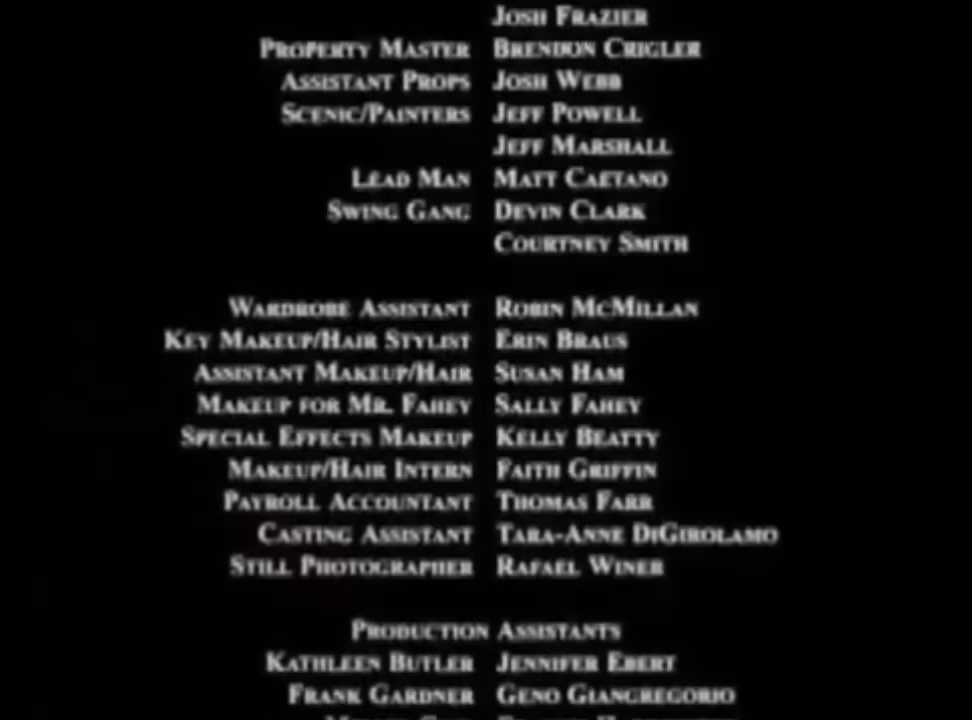 JOSH FRAZIER
PROPERTY MASTER BRENDON CRIGLER
ASSISTANT PROPS JOSH WEBB
SCENIC/PAINTERS JEFF POWELL
JEFF MARSHALL
LEAD MAN MATT CAETANO
SWING GANG DEVIN CLARK
COURTNEY SMITH
WARDROBE ASSISTANT ROBIN MCMILLAN
KEY MAKEUP/HAIR STYLIST ERIN BRAUS
ASSISTANT MAKEUP/HAIR SUSAN HAM
MAKEUP FOR MR. FAHEY SALLY FAHEY
SPECIAL EFFECTS MAKEUP KELLY BEATTY
MAKEUP/HAIR INTERN FAITH GRIFFIN
PAYROLL ACCOUNTANT THOMAS FARR
CASTING ASSISTANT TARA-ANNE DIGIROLAMO
STILL PHOTOGRAPHER RAFAEL WINER
PRODUCTION ASSISTANTS
KATHLEEN BUTLER JENNIFER EBERT
FRANK GARDNER GENO GIANGREGORIO